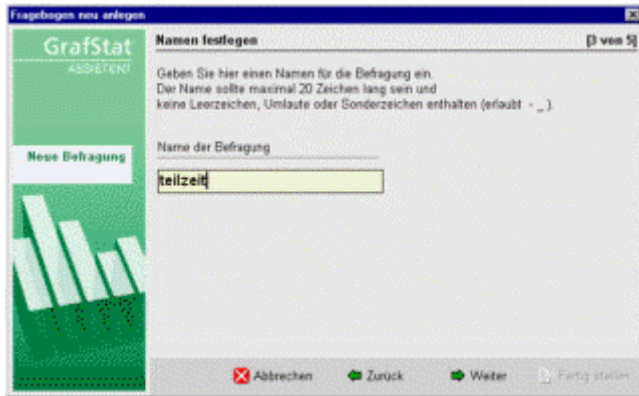 Fragebogen neu anlegen
GrafStat
ASSISTENT
Neue Befragung
Namen festlegen [3 von 5]
Geben Sie hier einen Namen für die Befragung ein.
Der Name sollte maximal 20 Zeichen lang sein und
keine Leerzeichen, Umlaute oder Sonderzeichen enthalten (erlaubt - _ ).
Name der Befragung
teilzeit
Abbrechen Zurück Weiter Fertig stellen